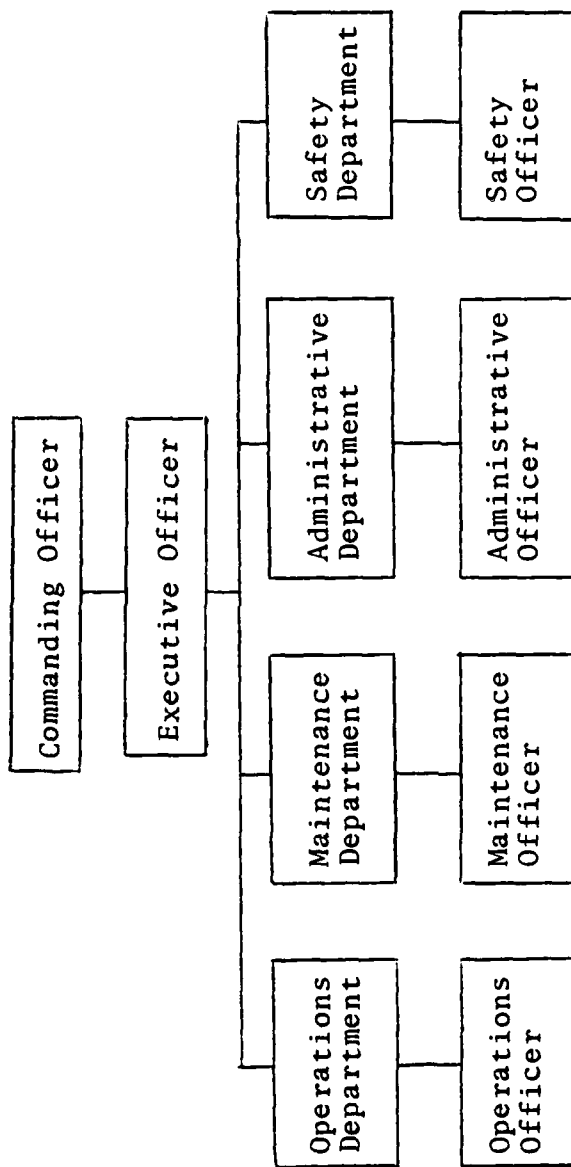 Commanding Officer
Executive Officer
Operations
Department
Maintenance
Department
Administrative
Department
Safety
Department
Operations
Officer
Maintenance
Officer
Administrative
Officer
Safety
Officer